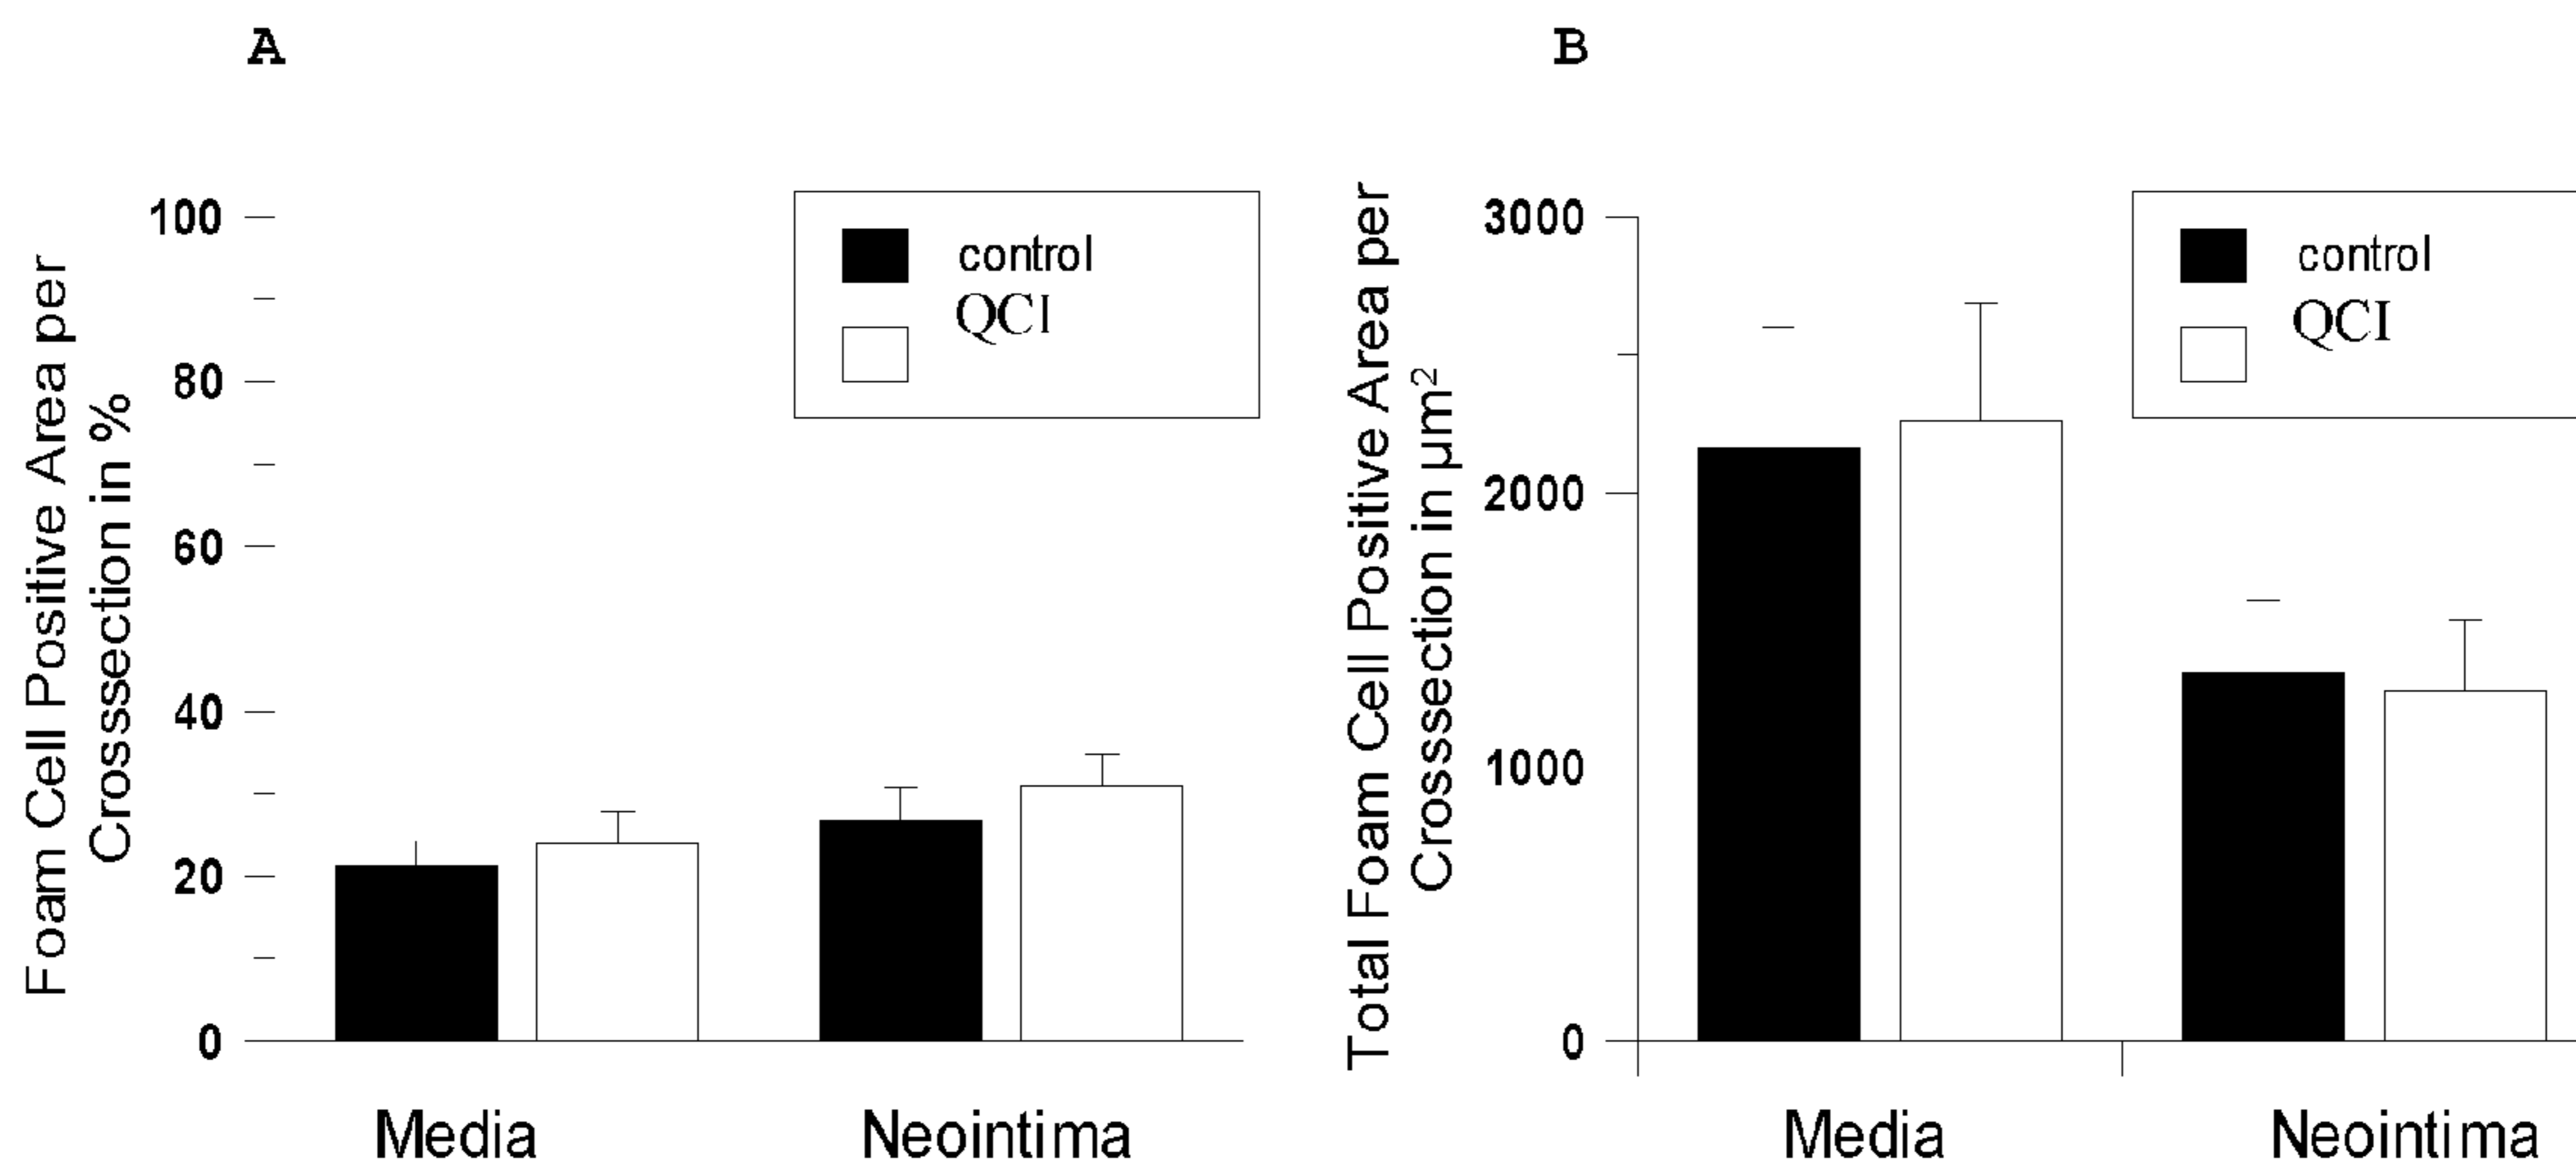 A
Foam Cell Positive Area per
Crosssection in %
100
80
60
40
20
0
control
QCI
Media
Neointima
B
Total Foam Cell Positive Area per
Crosssection in µm²
3000
2000
1000
0
control
QCI
Media
Neointima